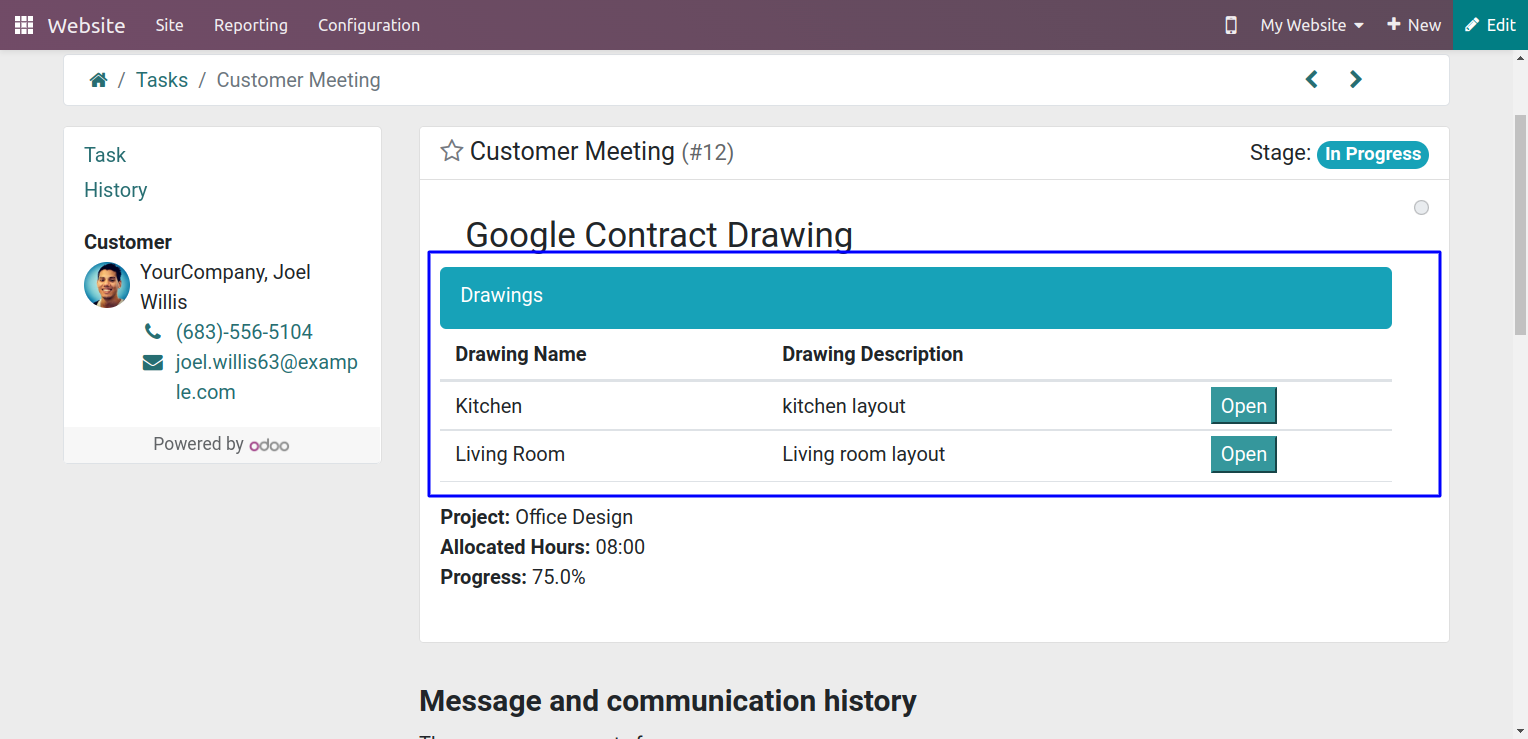 Website Site Reporting Configuration My Website New Edit
/ Tasks / Customer Meeting
Task
History
Customer
YourCompany, Joel
Willis
(683)-556-5104
joel.willis63@examp
le.com
Powered by odoo
Customer Meeting (#12) Stage: In Progress
Google Contract Drawing
Drawings
Drawing Name Drawing Description
Kitchen kitchen layout Open
Living Room Living room layout Open
Project: Office Design
Allocated Hours: 08:00
Progress: 75.0%
Message and communication history